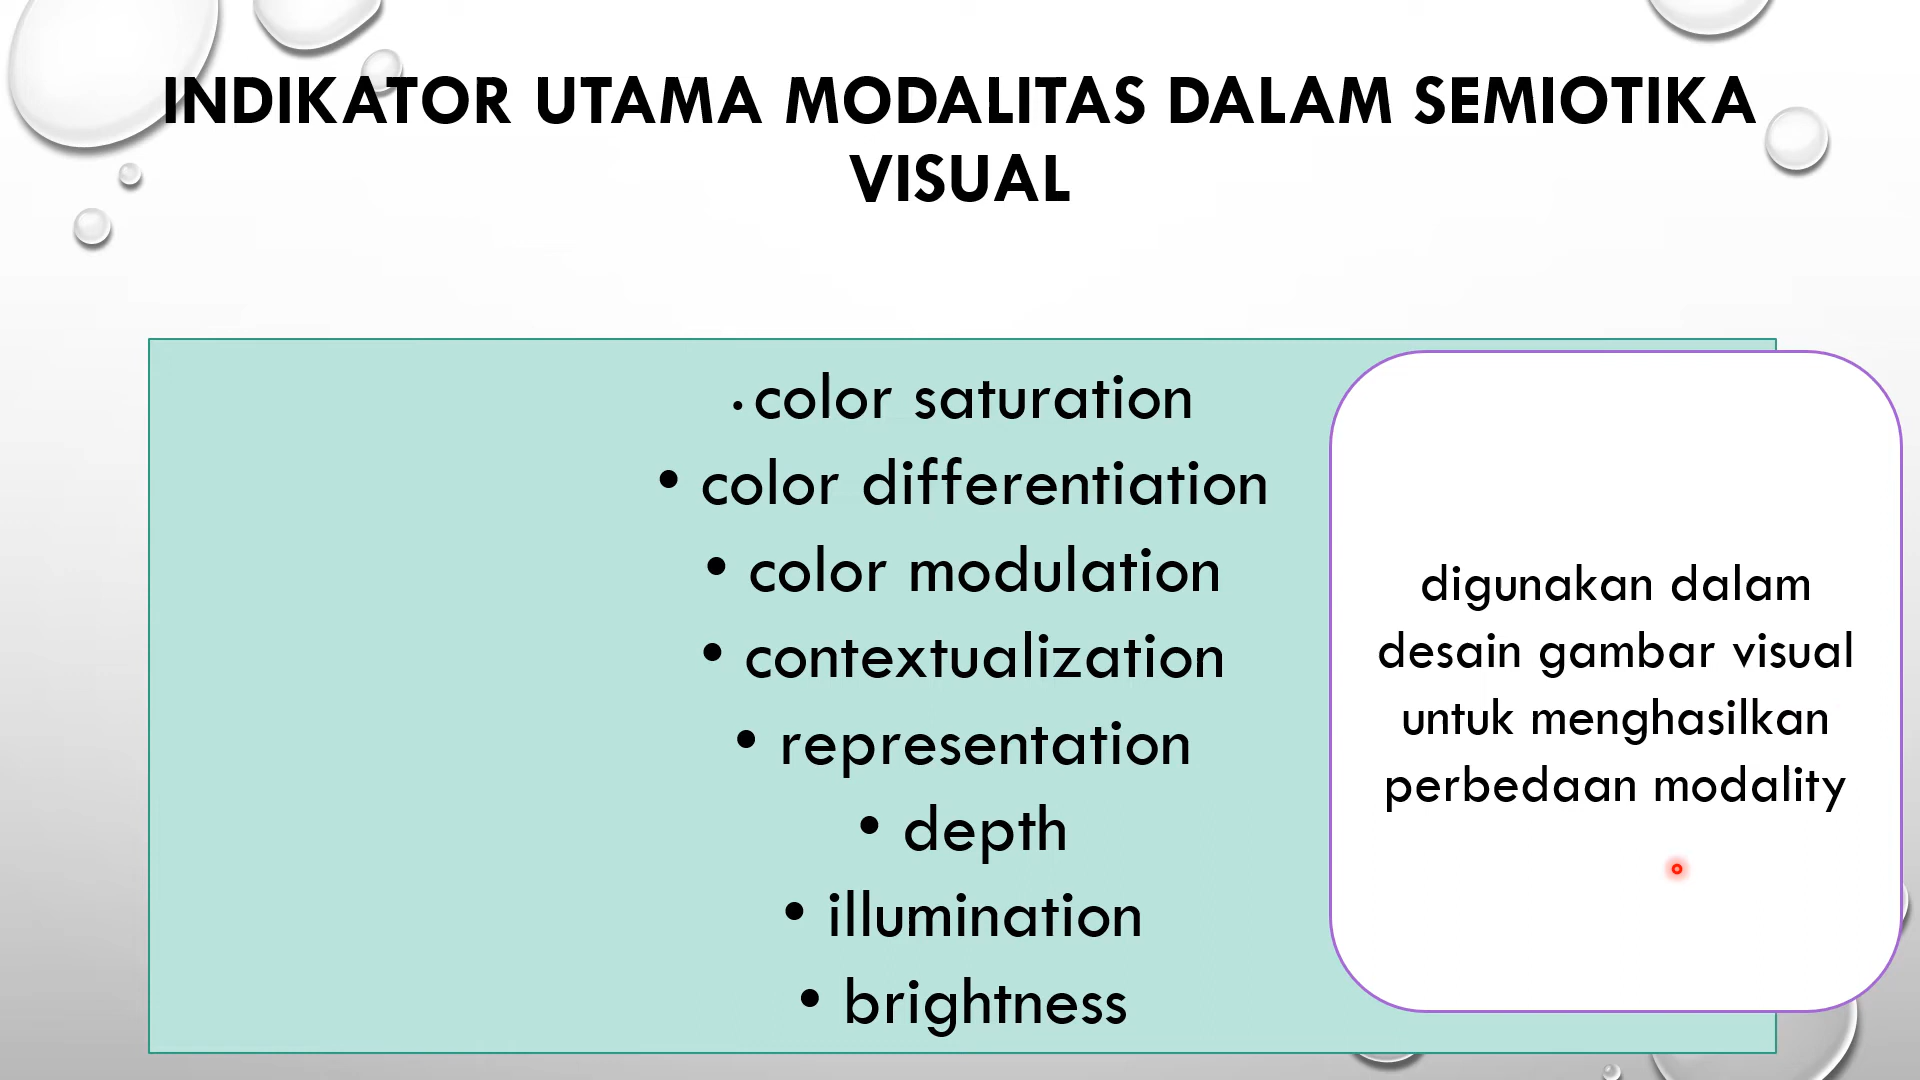 INDIKATOR UTAMA MODALITAS DALAM SEMIOTIKA
VISUAL
• color saturation
• color differentiation
• color modulation
• contextualization
• representation
• depth
• illumination
• brightness
digunakan dalam
desain gambar visual
untuk menghasilkan
perbedaan modality